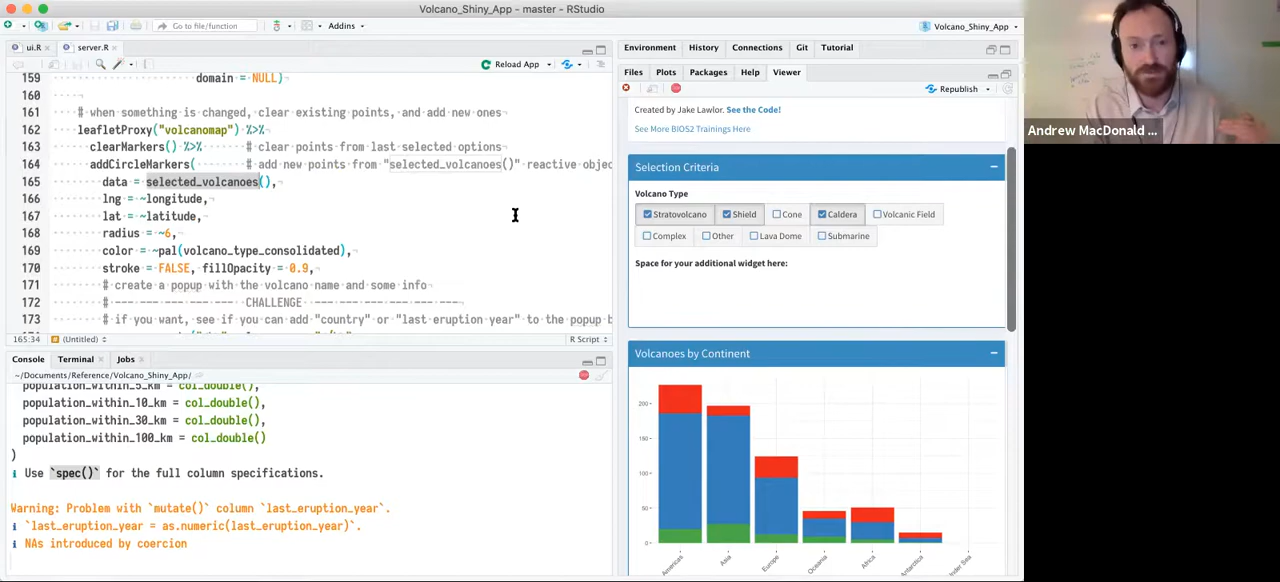 Volcano_Shiny_App - master - RStudio
Go to file/function
Addins
Volcano_Shiny_App
ui.R
server.R
Reload App
159 domain = NULL)
160
161 # when something is changed, clear existing points, and add new ones
162 leafletProxy("volcanomap") %>%
163 clearMarkers() %>% # clear points from last selected options
164 addCircleMarkers( # add new points from "selected_volcanoes()" reactive objec
165 data = selected_volcanoes(),
166 lng = ~longitude,
167 lat = ~latitude,
168 radius = ~6,
169 color = ~pal(volcano_type_consolidated),
170 stroke = FALSE, fillOpacity = 0.9,
171 # create a popup with the volcano name and some info
172 # --- --- --- --- --- CHALLENGE --- --- --- --- --- ---
173 # if you want, see if you can add "country" or "last eruption year" to the popup b
165:34
(Untitled)
R Script
Console
Terminal
Jobs
~/Documents/Reference/Volcano_Shiny_App/
population_within_5_km = col_double(),
population_within_10_km = col_double(),
population_within_30_km = col_double(),
population_within_100_km = col_double()
)
ℹ Use `spec()` for the full column specifications.
Warning: Problem with `mutate()` column `last_eruption_year`.
ℹ `last_eruption_year = as.numeric(last_eruption_year)`.
ℹ NAs introduced by coercion
Environment
History
Connections
Git
Tutorial
Files
Plots
Packages
Help
Viewer
Republish
Created by Jake Lawlor. See the Code!
See More BIOS2 Trainings Here
Selection Criteria
Volcano Type
Stratovolcano
Shield
Cone
Caldera
Volcanic Field
Complex
Other
Lava Dome
Submarine
Space for your additional widget here:
Volcanoes by Continent
200
150
100
50
0
Americas
Asia
Europe
Oceania
Africa
Antarctica
Under Sea
Andrew MacDonald ...